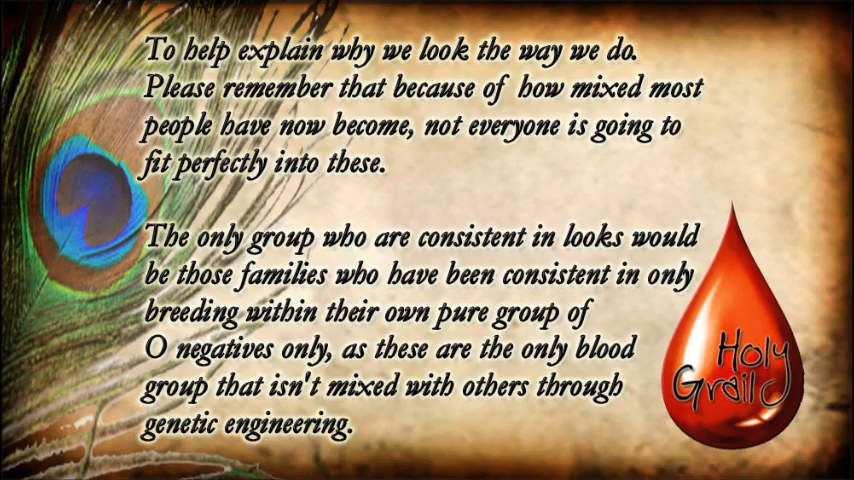 To help explain why we look the way we do.
Please remember that because of how mixed most
people have now become, not everyone is going to
fit perfectly into these.
The only group who are consistent in looks would
be those families who have been consistent in only
breeding within their own pure group of
O negatives only, as these are the only blood
group that isn't mixed with others through
genetic engineering.
Holy
Grail